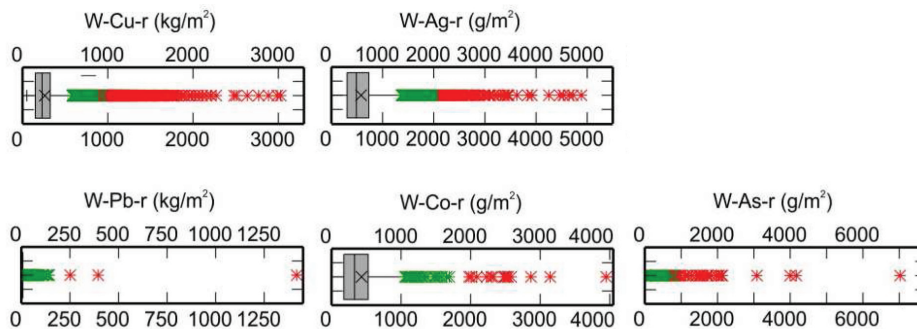 W-Cu-r (kg/m²)
0 1000 2000 3000
0 1000 2000 3000
W-Ag-r (g/m²)
0 1000 2000 3000 4000 5000
0 1000 2000 3000 4000 5000
W-Pb-r (kg/m²)
0 250 500 750 1000 1250
0 250 500 750 1000 1250
W-Co-r (g/m²)
0 1000 2000 3000 4000
0 1000 2000 3000 4000
W-As-r (g/m²)
0 2000 4000 6000
0 2000 4000 6000